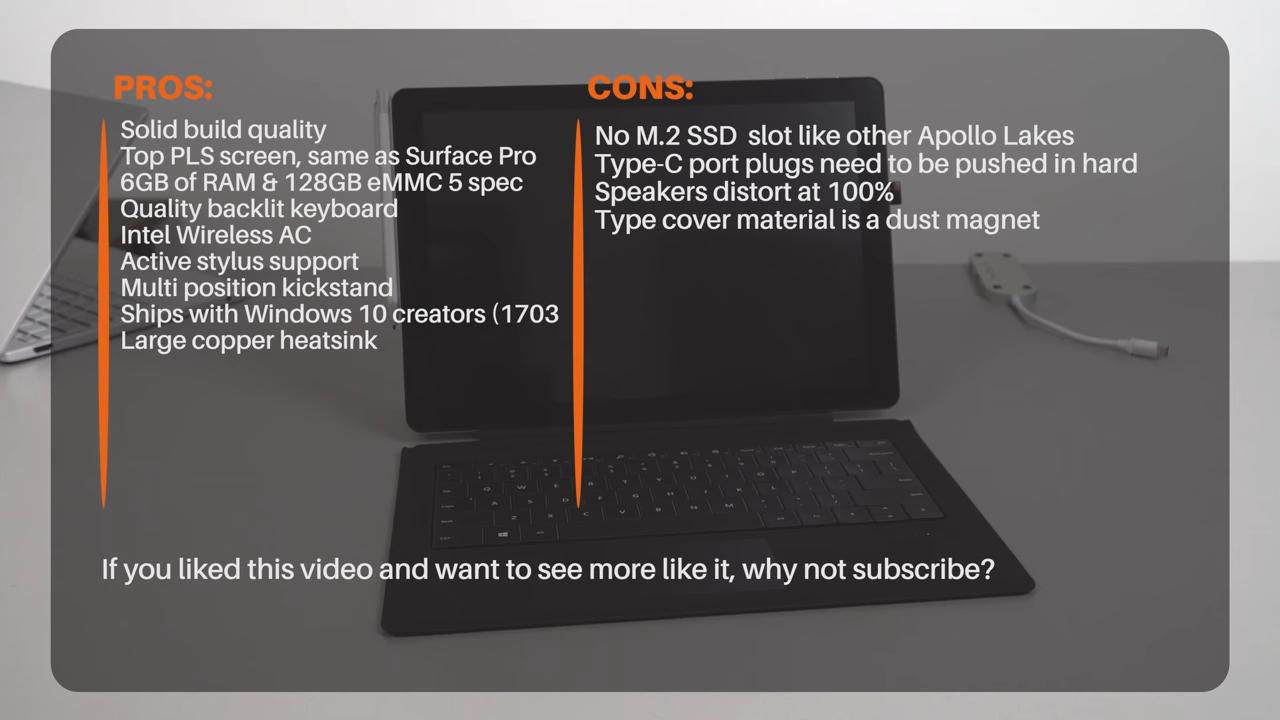 PROS:
Solid build quality
Top PLS screen, same as Surface Pro
6GB of RAM & 128GB eMMC 5 spec
Quality backlit keyboard
Intel Wireless AC
Active stylus support
Multi position kickstand
Ships with Windows 10 creators (1703
Large copper heatsink
CONS:
No M.2 SSD  slot like other Apollo Lakes
Type-C port plugs need to be pushed in hard
Speakers distort at 100%
Type cover material is a dust magnet
If you liked this video and want to see more like it, why not subscribe?